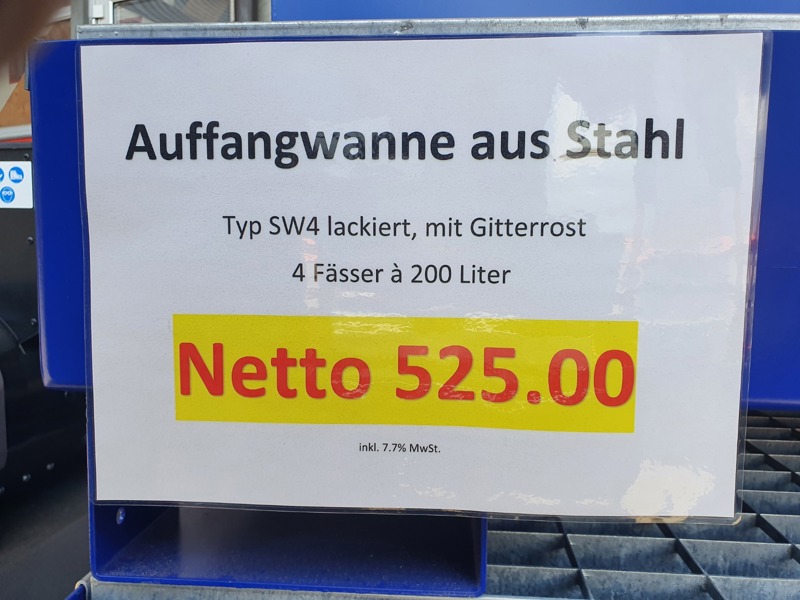 Auffangwanne aus Stahl
Typ SW4 lackiert, mit Gitterrost
4 Fässer à 200 Liter
Netto 525.00
inkl. 7.7% MwSt.